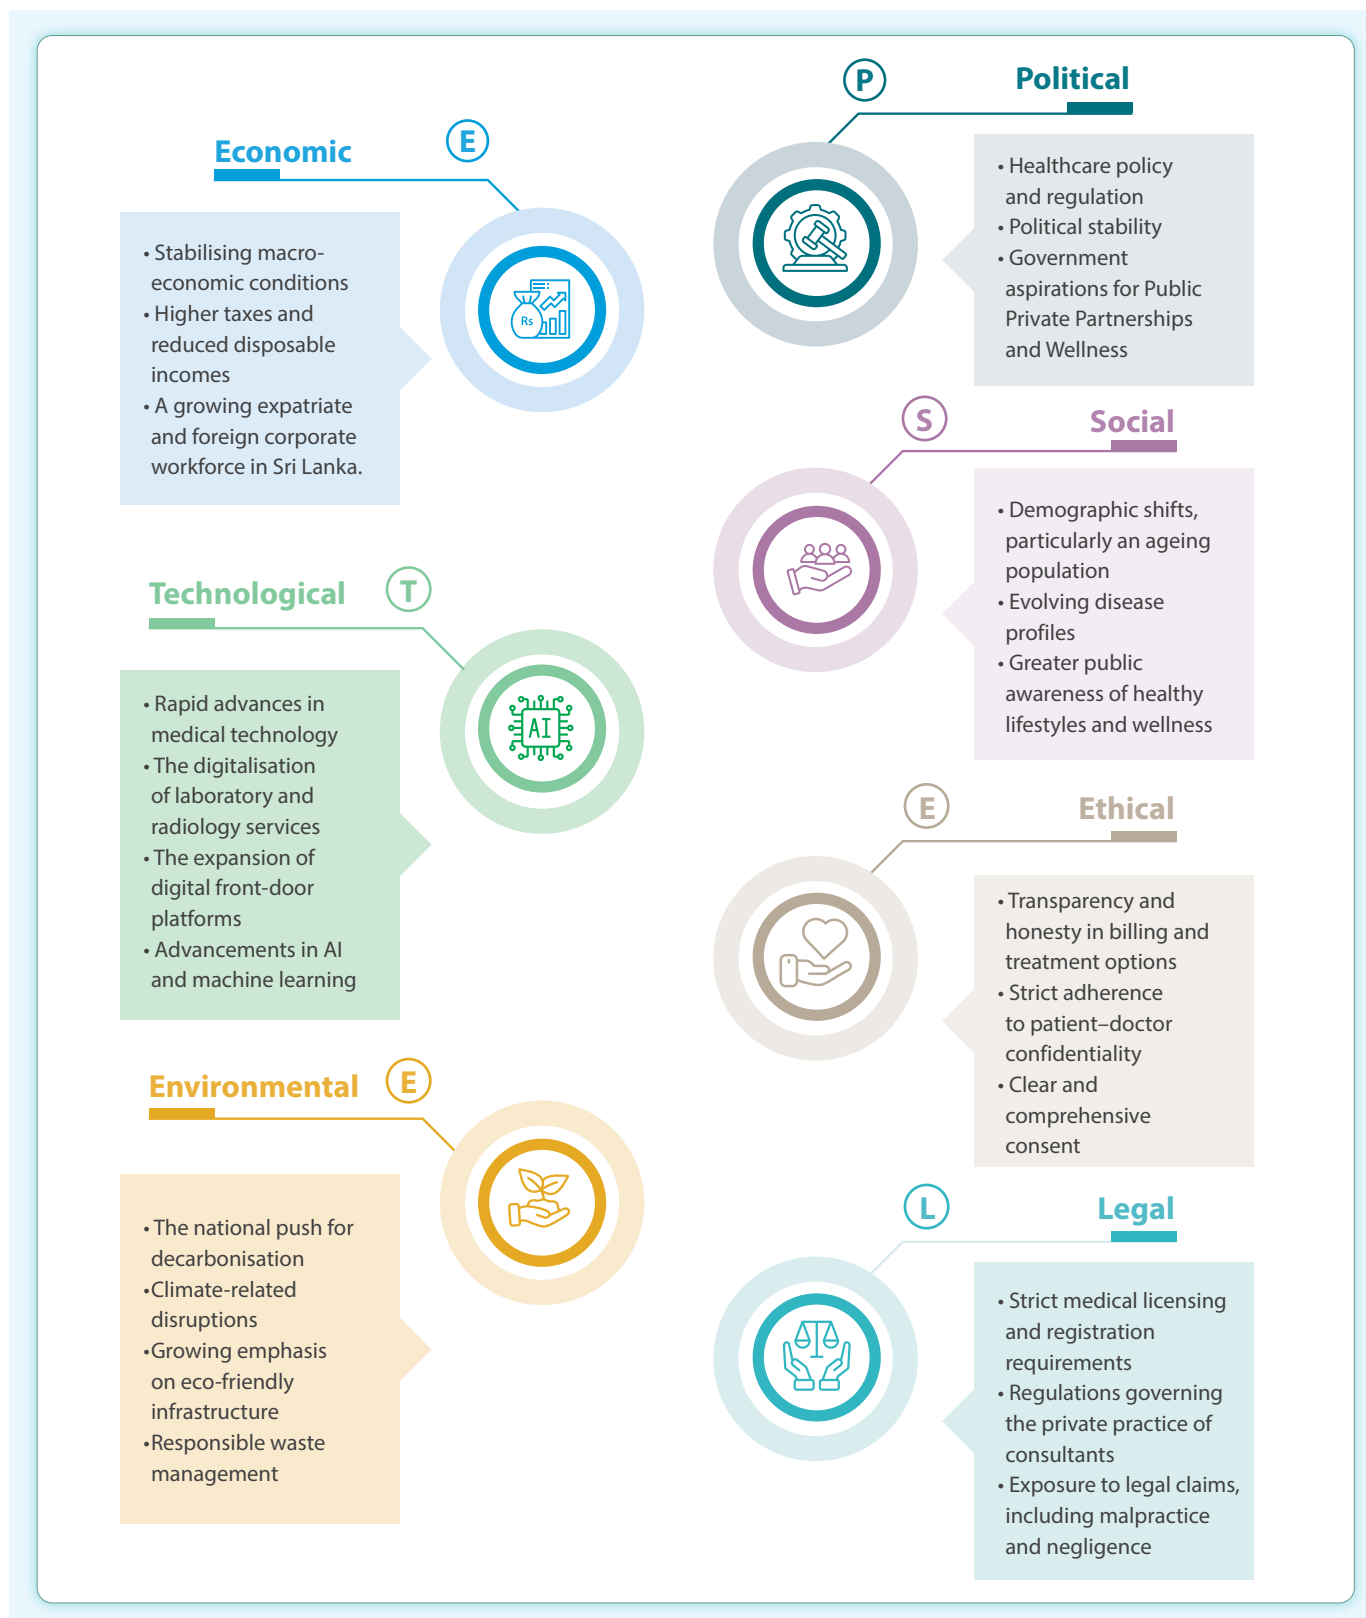 P
Political
• Healthcare policy
and regulation
• Political stability
• Government
aspirations for Public
Private Partnerships
and Wellness
Economic
E
• Stabilising macro-
economic conditions
• Higher taxes and
reduced disposable
incomes
• A growing expatriate
and foreign corporate
workforce in Sri Lanka.
Rs
S
Social
• Demographic shifts,
particularly an ageing
population
• Evolving disease
profiles
• Greater public
awareness of healthy
lifestyles and wellness
Technological
T
• Rapid advances in
medical technology
• The digitalisation
of laboratory and
radiology services
• The expansion of
digital front-door
platforms
• Advancements in AI
and machine learning
AI
E
Ethical
• Transparency and
honesty in billing and
treatment options
• Strict adherence
to patient–doctor
confidentiality
• Clear and
comprehensive
consent
Environmental
E
• The national push for
decarbonisation
•Climate-related
disruptions
•Growing emphasis
on eco-friendly
infrastructure
•Responsible waste
management
L
Legal
• Strict medical licensing
and registration
requirements
• Regulations governing
the private practice of
consultants
• Exposure to legal claims,
including malpractice
and negligence